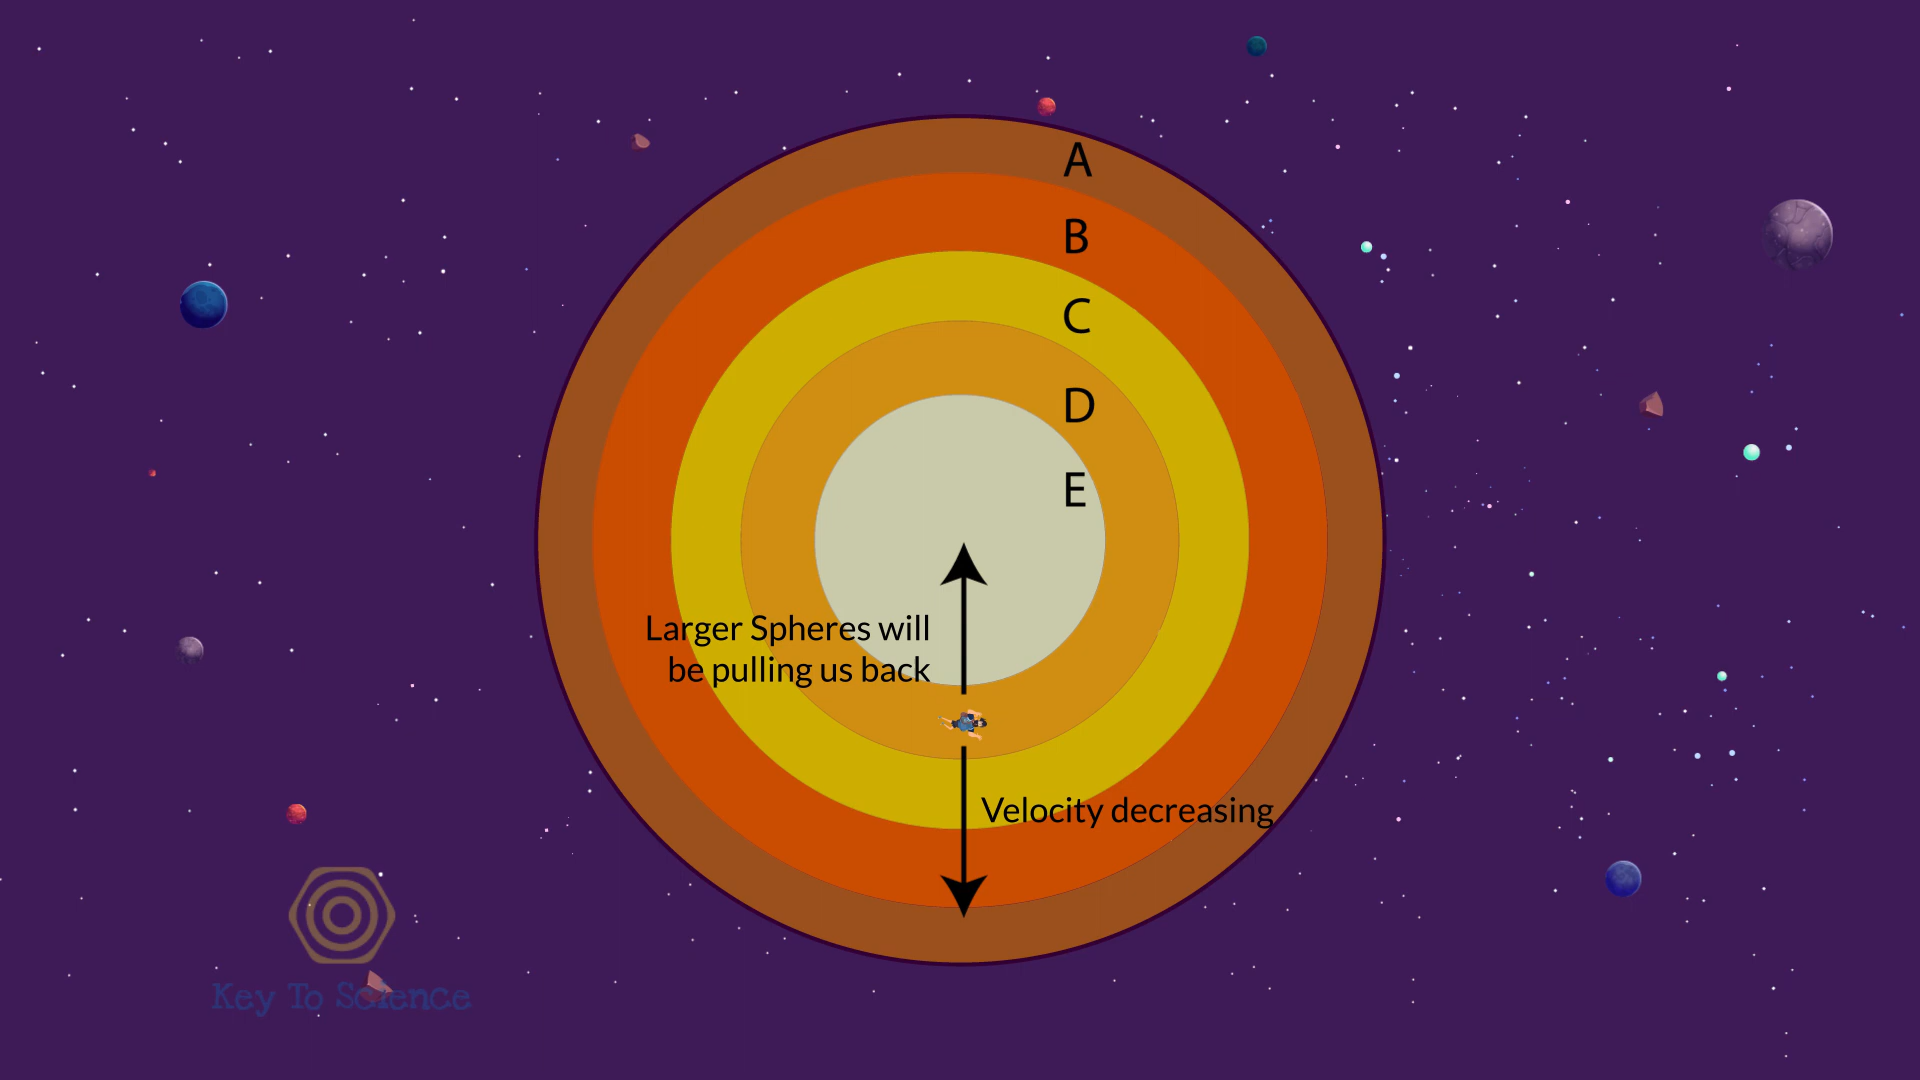 A
B
C
D
E
Larger Spheres will
be pulling us back
Velocity decreasing
Key To Science